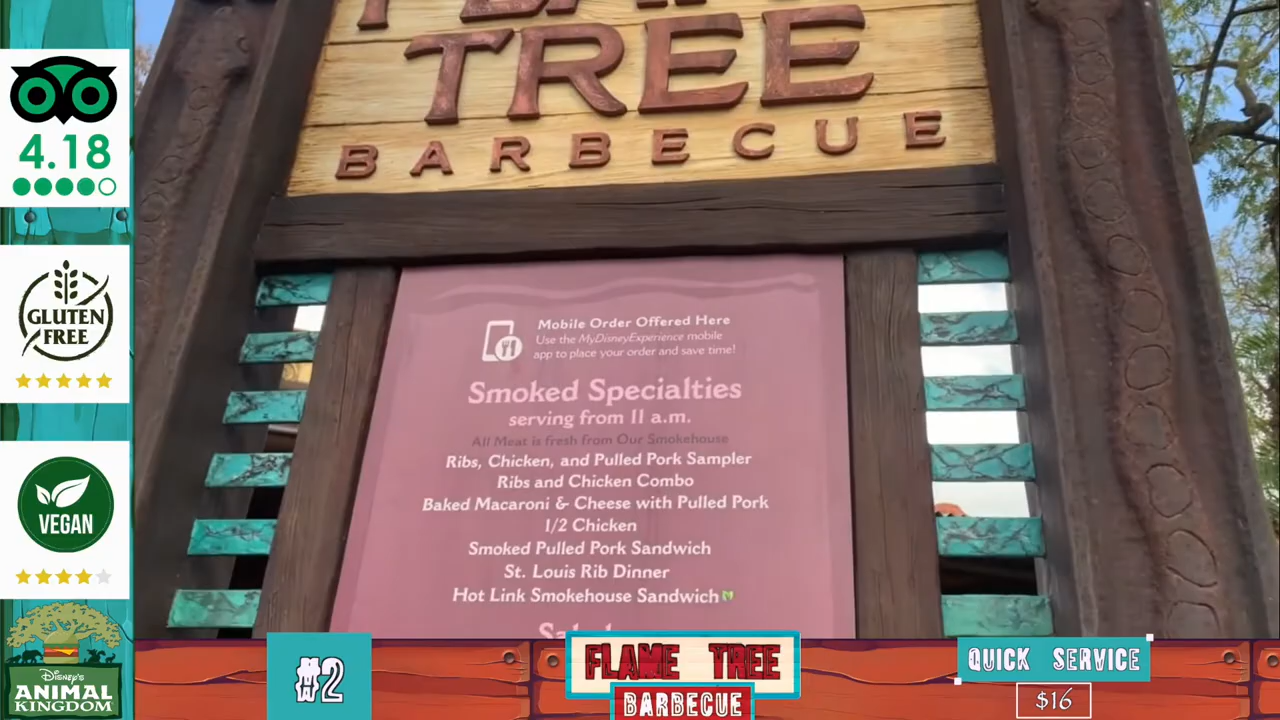 TREE
BARBECUE
4.18
GLUTEN
FREE
VEGAN
Disney's
ANIMAL
KINGDOM
Mobile Order Offered Here
Use the MyDisneyExperience mobile
app to place your order and save time!
Smoked Specialties
serving from 11 a.m.
All Meat is fresh from Our Smokehouse
Ribs, Chicken, and Pulled Pork Sampler
Ribs and Chicken Combo
Baked Macaroni & Cheese with Pulled Pork
1/2 Chicken
Smoked Pulled Pork Sandwich
St. Louis Rib Dinner
Hot Link Smokehouse Sandwich
#2
FLAME TREE
BARBECUE
QUICK SERVICE
$16